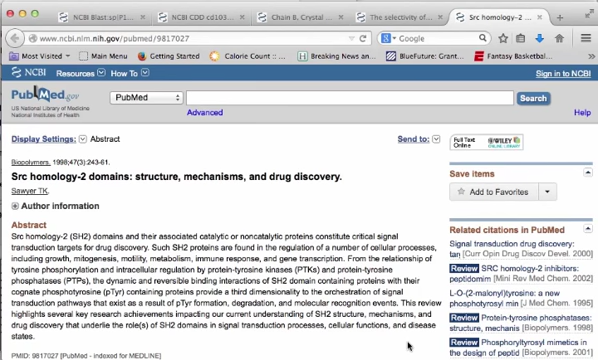 NCBI Blast:sp|P1...
NCBI CDD cd103...
Chain B, Crystal
The selectivity of ...
Src homology-2 ...
www.ncbi.nlm.nih.gov/pubmed/9817027
Google
Most Visited
Main Menu
Getting Started
Calorie Count ::...
Breaking News an...
BlueFuture: Grant...
Fantasy Basketbal...
NCBI
Resources
How To
Sign in to NCBI
PubMed.gov
US National Library of Medicine
National Institutes of Health
PubMed
Search
Advanced
Help
Display Settings:
Abstract
Send to:
Full Text
Online
WILEY
ONLINE LIBRARY
Biopolymers. 1998;47(3):243-61.
Src homology-2 domains: structure, mechanisms, and drug discovery.
Sawyer TK.
Author information
Abstract
Src homology-2 (SH2) domains and their associated catalytic or noncatalytic proteins constitute critical signal
transduction targets for drug discovery. Such SH2 proteins are found in the regulation of a number of cellular processes,
including growth, mitogenesis, motility, metabolism, immune response, and gene transcription. From the relationship of
tyrosine phosphorylation and intracellular regulation by protein-tyrosine kinases (PTKs) and protein-tyrosine
phosphatases (PTPs), the dynamic and reversible binding interactions of SH2 domain containing proteins with their
cognate phosphotyrosine (pTyr) containing proteins provide a third dimensionality to the orchestration of signal
transduction pathways that exist as a result of pTyr formation, degradation, and molecular recognition events. This review
highlights several key research achievements impacting our current understanding of SH2 structure, mechanisms, and
drug discovery that underlie the role(s) of SH2 domains in signal transduction processes, cellular functions, and disease
states.
PMID: 9817027 [PubMed - indexed for MEDLINE]
Save items
Add to Favorites
Related citations in PubMed
Signal transduction drug discovery:
tan [Curr Opin Drug Discov Devel. 2000]
Review SRC homology-2 inhibitors:
peptidomim [Mini Rev Med Chem. 2002]
L-O-(2-malonyl)tyrosine: a new
phosphotyrosyl mim [J Med Chem. 1995]
Review Protein-tyrosine phosphatases:
structure, mechanis [Biopolymers. 1998]
Review Phosphoryltyrosyl mimetics in
the design of peptid [Biopolymers. 2001]